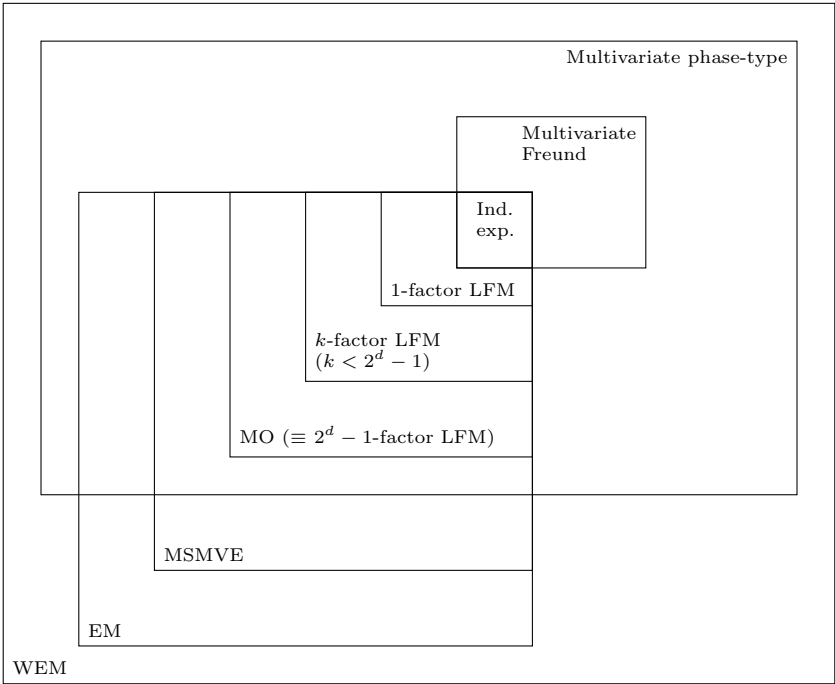 Multivariate phase-type
Multivariate
Freund
Ind.
exp.
1-factor LFM
k-factor LFM
(k < 2^d − 1)
MO (≡ 2^d − 1-factor LFM)
MSMVE
EM
WEM